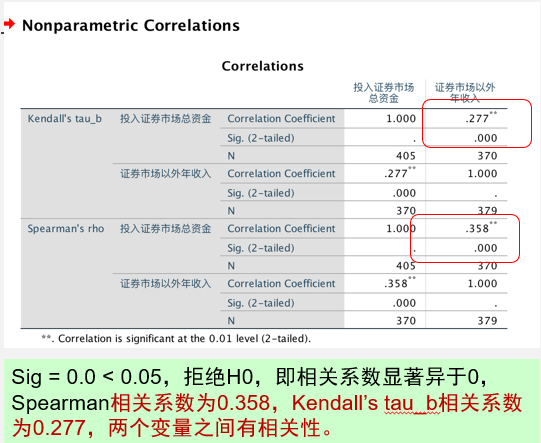 Nonparametric Correlations
Correlations
投入证券市场总资金 证券市场以外年收入
Kendall's tau_b 投入证券市场总资金 Correlation Coefficient 1.000 .277**
Sig. (2-tailed) . .000
N 405 370
证券市场以外年收入 Correlation Coefficient .277** 1.000
Sig. (2-tailed) .000 .
N 370 379
Spearman's rho 投入证券市场总资金 Correlation Coefficient 1.000 .358**
Sig. (2-tailed) . .000
N 405 370
证券市场以外年收入 Correlation Coefficient .358** 1.000
Sig. (2-tailed) .000 .
N 370 379
**. Correlation is significant at the 0.01 level (2-tailed).
Sig = 0.0 < 0.05，拒绝H0，即相关系数显著异于0，
Spearman相关系数为0.358，Kendall’s tau_b相关系数
为0.277，两个变量之间有相关性。